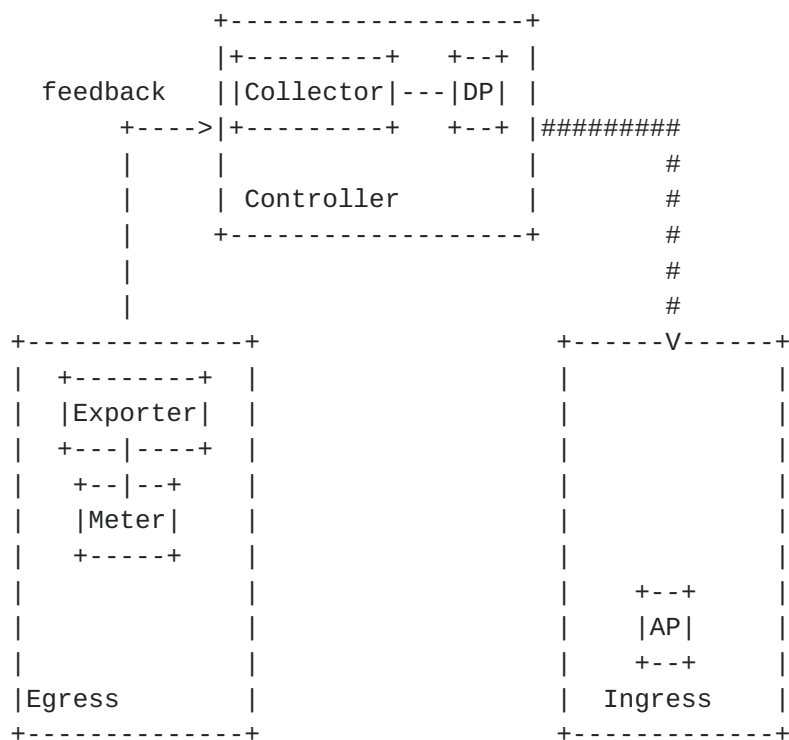 feedback
Collector DP
Controller
Exporter
Meter
AP
Egress Ingress